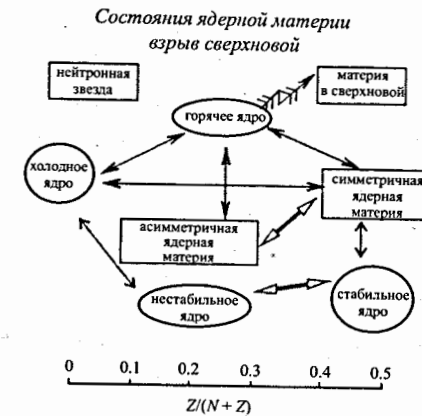 Состояния ядерной материи
взрыв сверхновой
нейтронная
звезда
материя
в сверхновой
горячее ядро
холодное
ядро
симметричная
ядерная
материя
асимметричная
ядерная
материя
нестабильное
ядро
стабильное
ядро
0 0.1 0.2 0.3 0.4 0.5
Z/(N + Z)